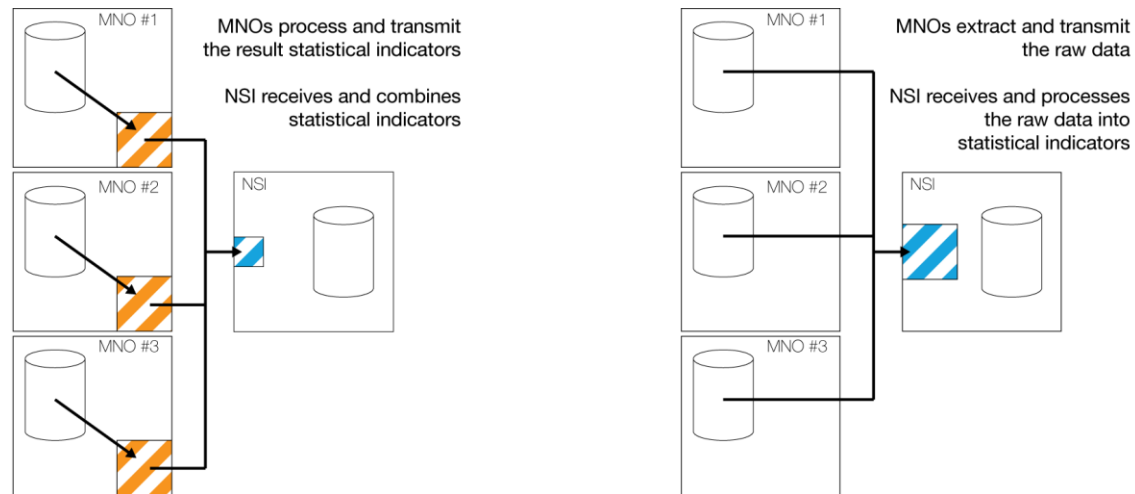 MNO #1
MNOs process and transmit
the result statistical indicators
NSI receives and combines
statistical indicators
MNO #2
NSI
MNO #3
MNO #1
MNOs extract and transmit
the raw data
NSI receives and processes
the raw data into
statistical indicators
MNO #2
NSI
MNO #3